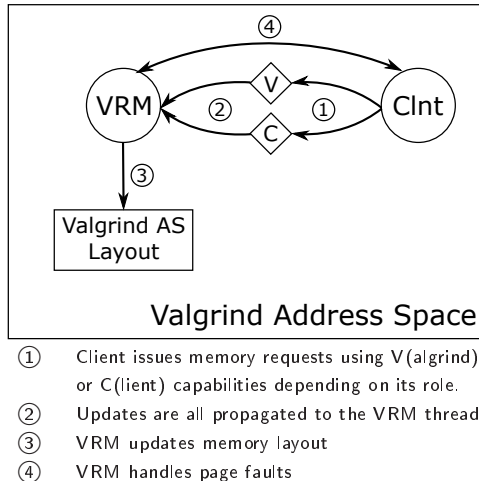 ④
VRM
V
Clnt
②
①
C
③
Valgrind AS
Layout
Valgrind Address Space
① Client issues memory requests using V(algrind)
or C(lient) capabilities depending on its role.
② Updates are all propagated to the VRM thread
③ VRM updates memory layout
④ VRM handles page faults